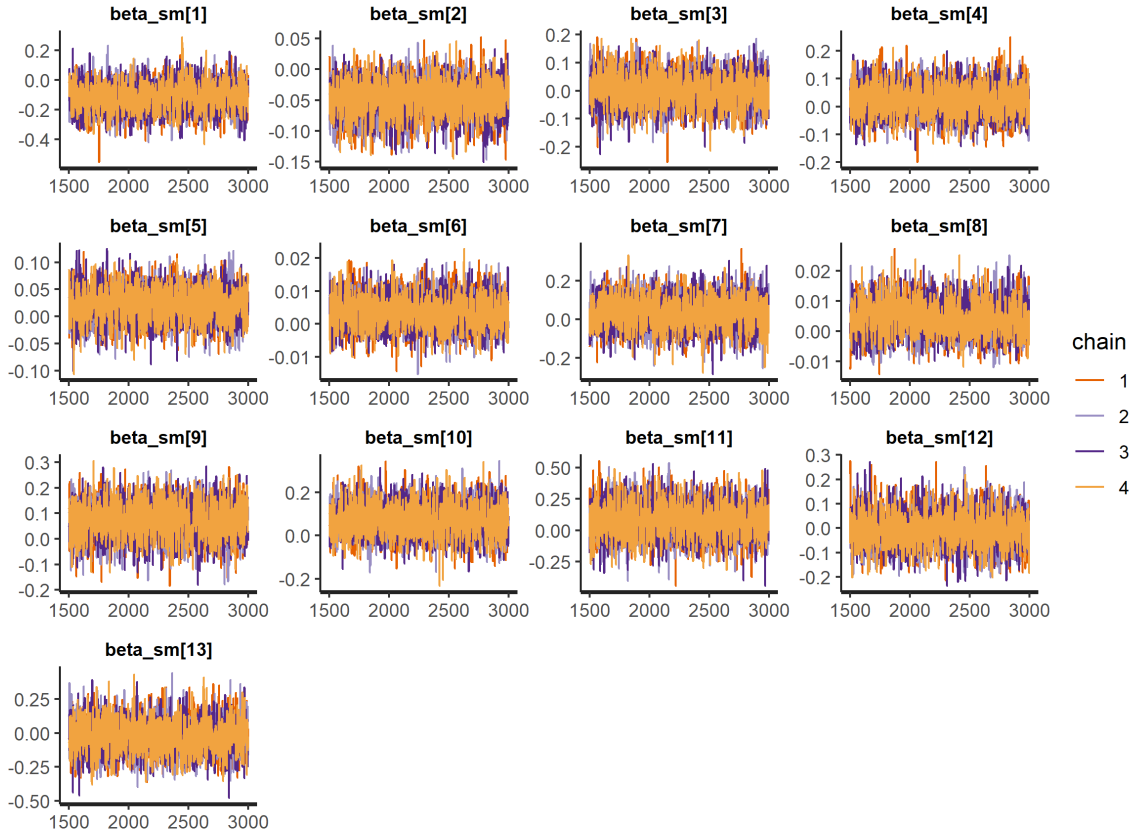 beta_sm[1] beta_sm[2] beta_sm[3] beta_sm[4]
0.2 0.0 -0.2 -0.4
0.05 0.00 -0.05 -0.10 -0.15
0.2 0.1 0.0 -0.1 -0.2
0.2 0.1 0.0 -0.1 -0.2
1500 2000 2500 3000 1500 2000 2500 3000 1500 2000 2500 3000 1500 2000 2500 3000
beta_sm[5] beta_sm[6] beta_sm[7] beta_sm[8]
0.10 0.05 0.00 -0.05 -0.10
0.02 0.01 0.00 -0.01
0.2 0.0 -0.2
0.02 0.01 0.00 -0.01
1500 2000 2500 3000 1500 2000 2500 3000 1500 2000 2500 3000 1500 2000 2500 3000
chain
1
2
3
4
beta_sm[9] beta_sm[10] beta_sm[11] beta_sm[12]
0.3 0.2 0.1 0.0 -0.1 -0.2
0.2 0.0 -0.2
0.50 0.25 0.00 -0.25
0.3 0.2 0.1 0.0 -0.1 -0.2
1500 2000 2500 3000 1500 2000 2500 3000 1500 2000 2500 3000 1500 2000 2500 3000
beta_sm[13]
0.25 0.00 -0.25 -0.50
1500 2000 2500 3000